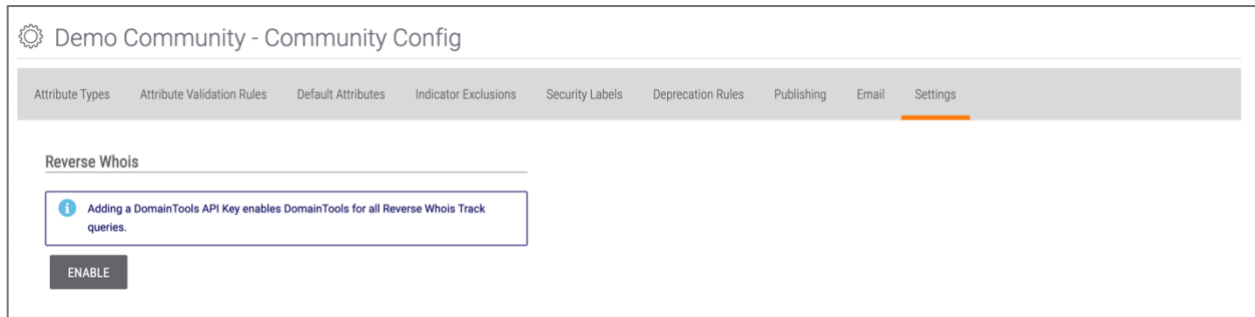 Demo Community - Community Config
Attribute Types Attribute Validation Rules Default Attributes Indicator Exclusions Security Labels Deprecation Rules Publishing Email Settings
Reverse Whois
Adding a DomainTools API Key enables DomainTools for all Reverse Whois Track
queries.
ENABLE